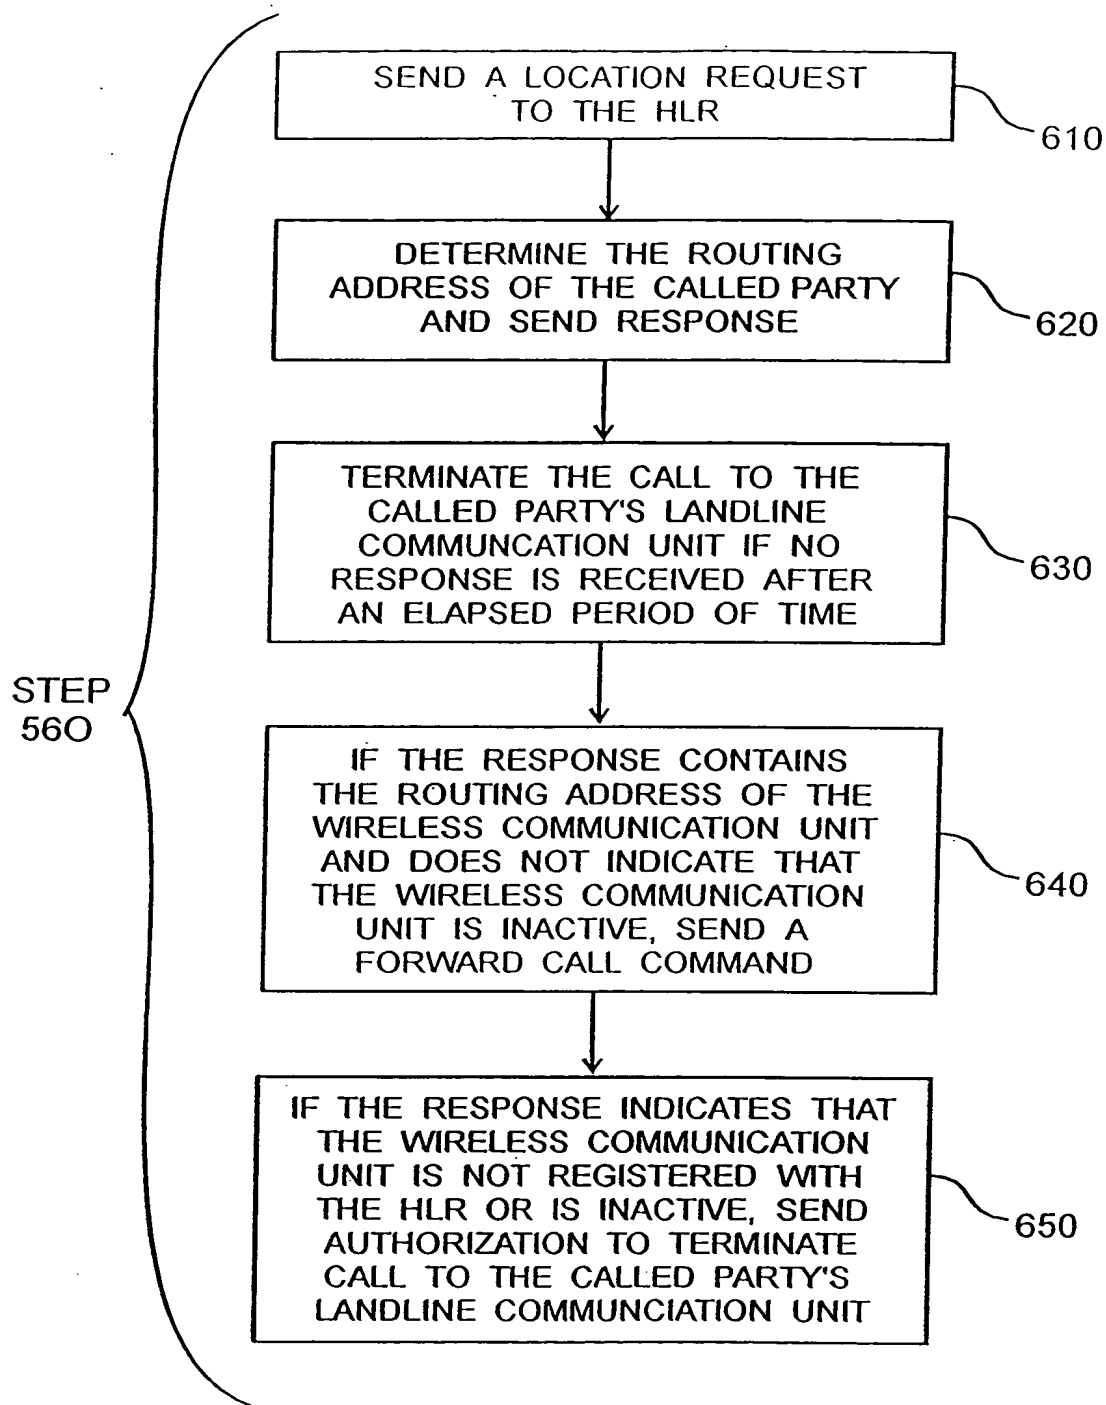 SEND A LOCATION REQUEST
TO THE HLR
610
DETERMINE THE ROUTING
ADDRESS OF THE CALLED PARTY
AND SEND RESPONSE
620
TERMINATE THE CALL TO THE
CALLED PARTY'S LANDLINE
COMMUNCATION UNIT IF NO
RESPONSE IS RECEIVED AFTER
AN ELAPSED PERIOD OF TIME
630
STEP
560
IF THE RESPONSE CONTAINS
THE ROUTING ADDRESS OF THE
WIRELESS COMMUNICATION UNIT
AND DOES NOT INDICATE THAT
THE WIRELESS COMMUNICATION
UNIT IS INACTIVE, SEND A
FORWARD CALL COMMAND
640
IF THE RESPONSE INDICATES THAT
THE WIRELESS COMMUNICATION
UNIT IS NOT REGISTERED WITH
THE HLR OR IS INACTIVE, SEND
AUTHORIZATION TO TERMINATE
CALL TO THE CALLED PARTY'S
LANDLINE COMMUNCIATION UNIT
650